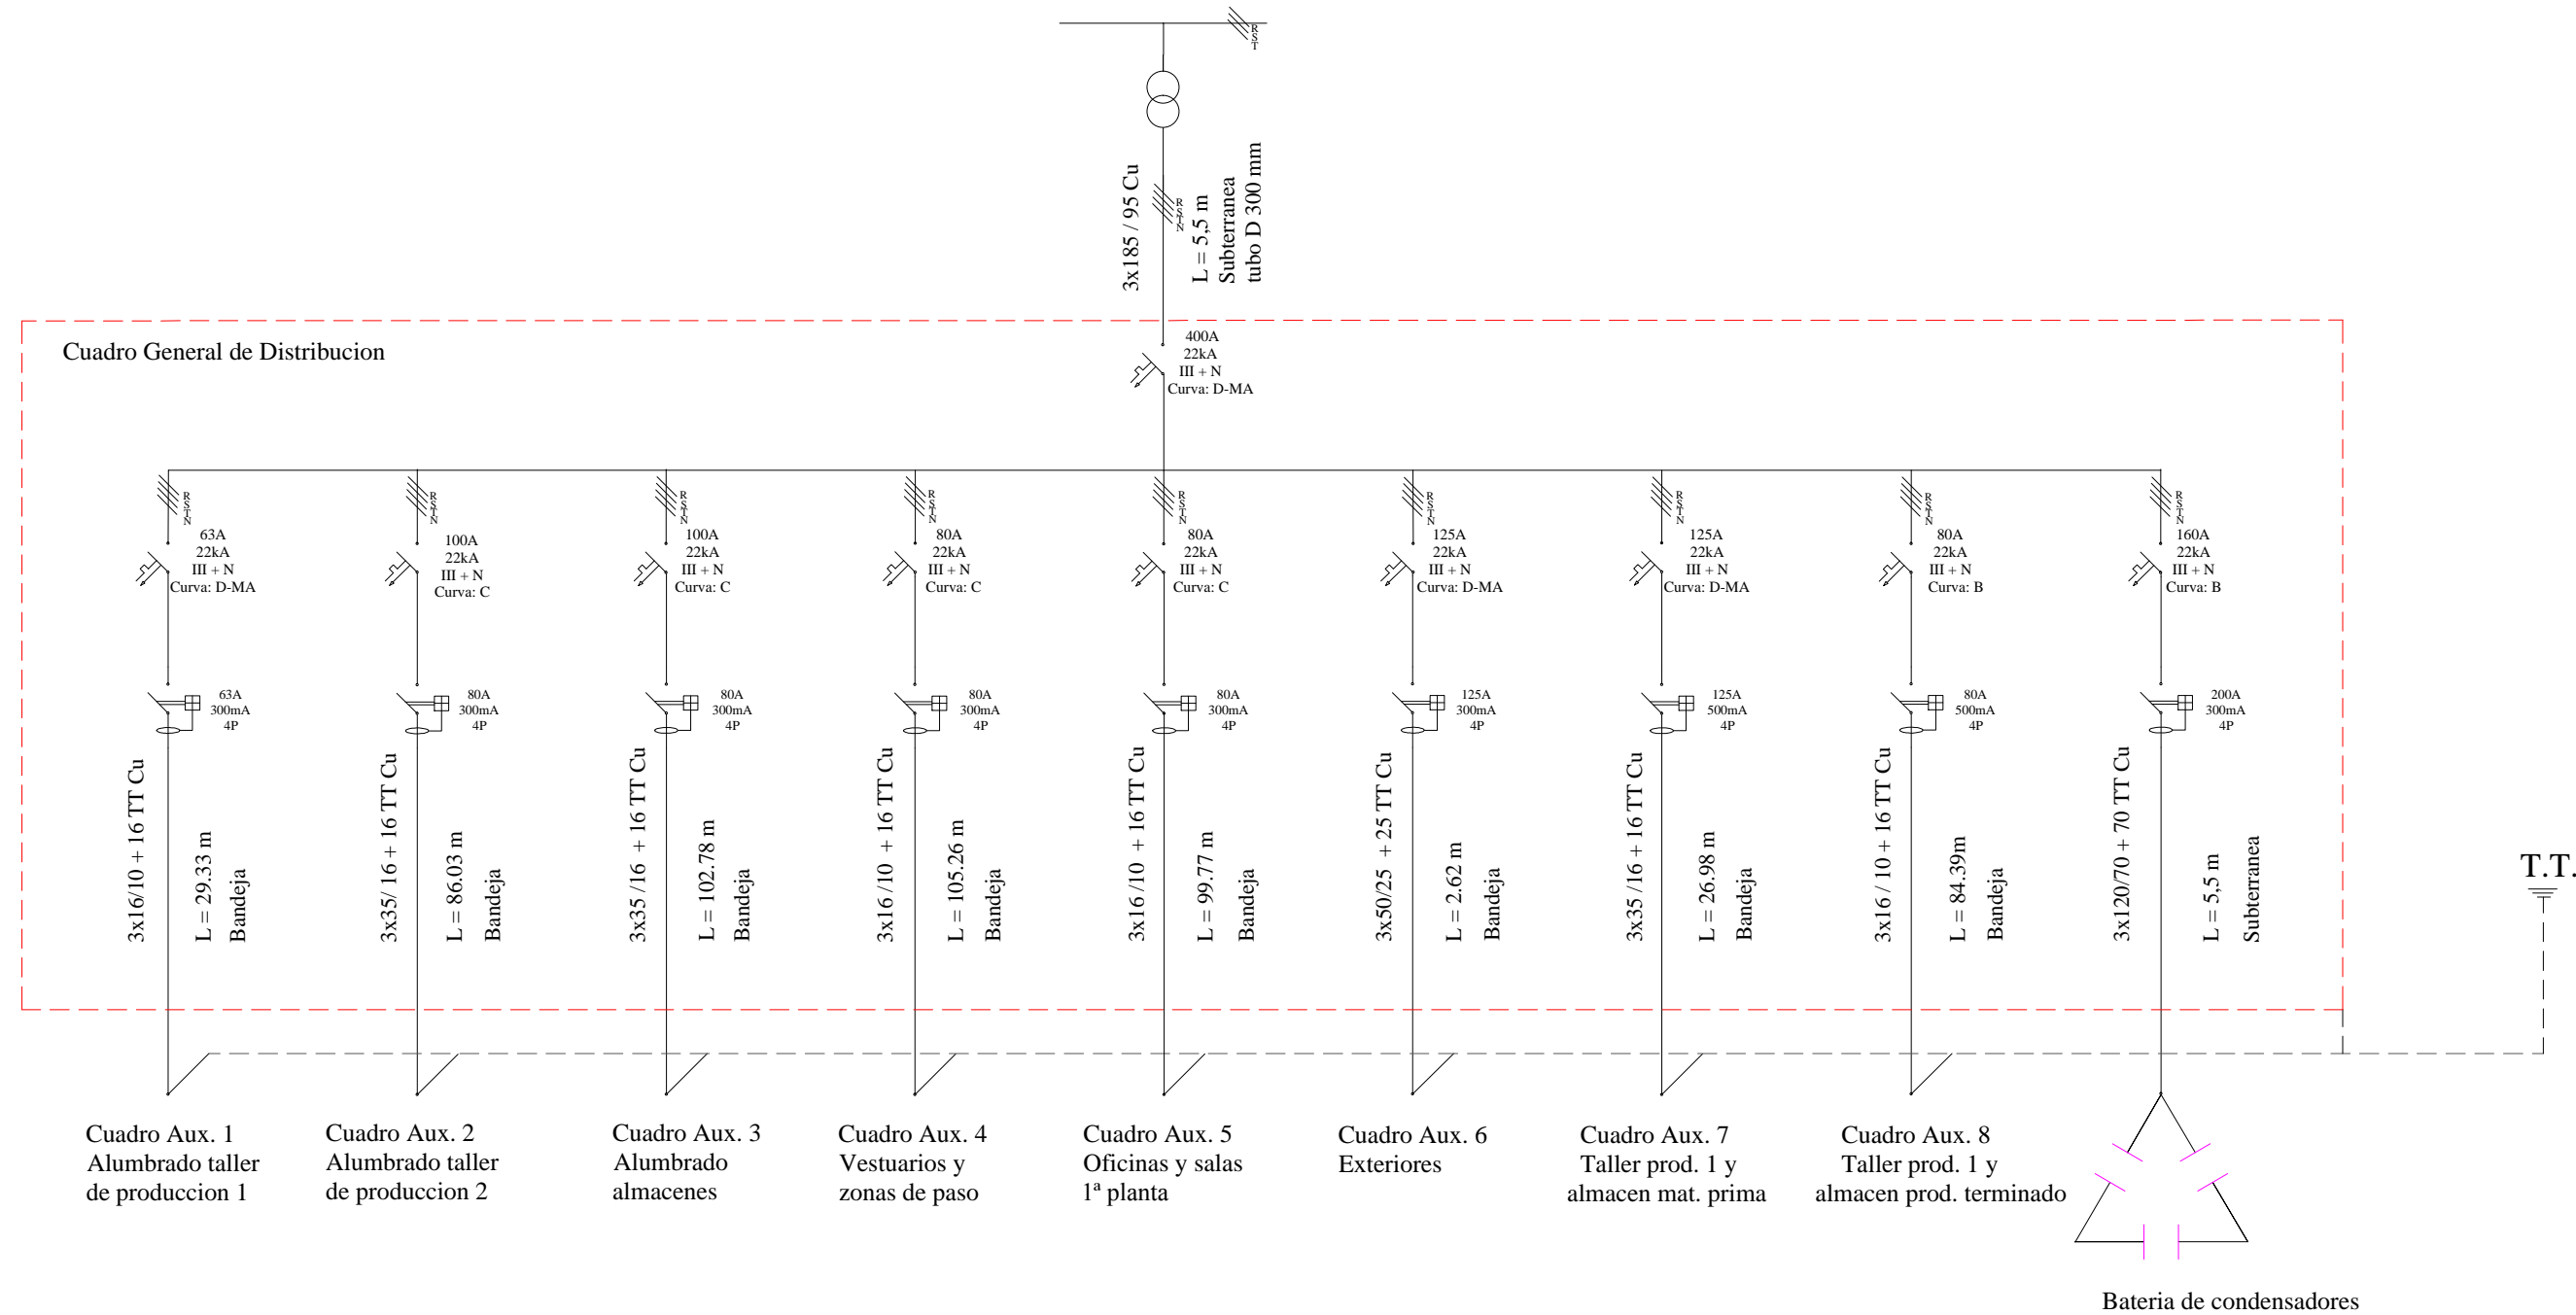 R
S
T
3x185 / 95 Cu
R
S
T
N
L = 5,5 m
Subterranea
tubo D 300 mm
Cuadro General de Distribucion
400A
22kA
III + N
Curva: D-MA
R
S
T
N
63A
22kA
III + N
Curva: D-MA
63A
300mA
4P
3x16/10 + 16 TT Cu
L = 29.33 m
Bandeja
R
S
T
N
100A
22kA
III + N
Curva: C
80A
300mA
4P
3x35/ 16 + 16 TT Cu
L = 86.03 m
Bandeja
R
S
T
N
100A
22kA
III + N
Curva: C
80A
300mA
4P
3x35 /16 + 16 TT Cu
L = 102.78 m
Bandeja
R
S
T
N
80A
22kA
III + N
Curva: C
80A
300mA
4P
3x16 /10 + 16 TT Cu
L = 105.26 m
Bandeja
R
S
T
N
80A
22kA
III + N
Curva: C
80A
300mA
4P
3x16 /10 + 16 TT Cu
L = 99.77 m
Bandeja
R
S
T
N
125A
22kA
III + N
Curva: D-MA
125A
300mA
4P
3x50/25 + 25 TT Cu
L = 2.62 m
Bandeja
R
S
T
N
125A
22kA
III + N
Curva: D-MA
125A
500mA
4P
3x35 /16 + 16 TT Cu
L = 26.98 m
Bandeja
R
S
T
N
80A
22kA
III + N
Curva: B
80A
500mA
4P
3x16 / 10 + 16 TT Cu
L = 84.39m
Bandeja
R
S
T
N
160A
22kA
III + N
Curva: B
200A
300mA
4P
3x120/70 + 70 TT Cu
L = 5,5 m
Subterranea
T.T.
Cuadro Aux. 1
Alumbrado taller
de produccion 1
Cuadro Aux. 2
Alumbrado taller
de produccion 2
Cuadro Aux. 3
Alumbrado
almacenes
Cuadro Aux. 4
Vestuarios y
zonas de paso
Cuadro Aux. 5
Oficinas y salas
1ª planta
Cuadro Aux. 6
Exteriores
Cuadro Aux. 7
Taller prod. 1 y
almacen mat. prima
Cuadro Aux. 8
Taller prod. 1 y
almacen prod. terminado
Bateria de condensadores